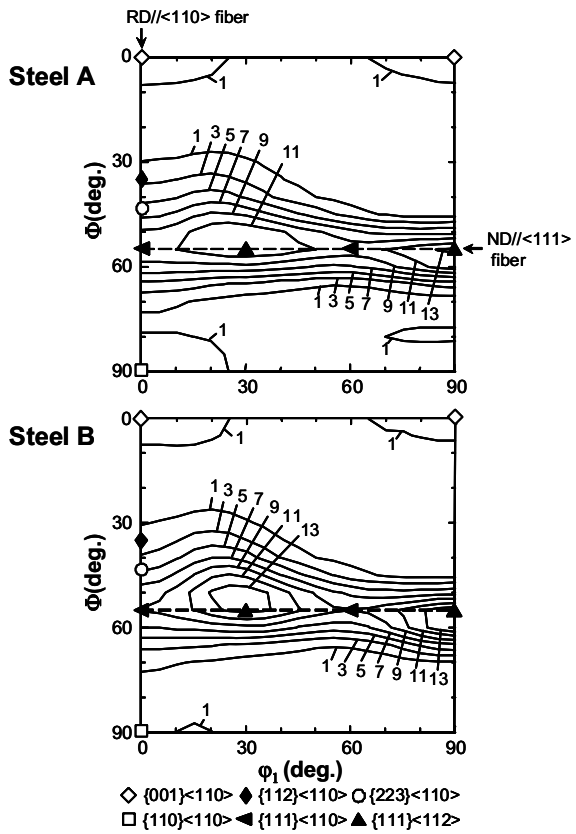 RD//<110> fiber
Steel A
0
30
60
90
Φ(deg.)
1
1
1 3 5 7 9 11
ND//<111>
fiber
1 3 5 7 9 11 13
1
1
0 30 60 90
Steel B
0
30
60
90
Φ(deg.)
1
1
1 3 5 7 9 11 13
1 3 5 7 9 11 13
1
0 30 60 90
φ1 (deg.)
{001}<110> {112}<110> {223}<110>
{110}<110> {111}<110> {111}<112>